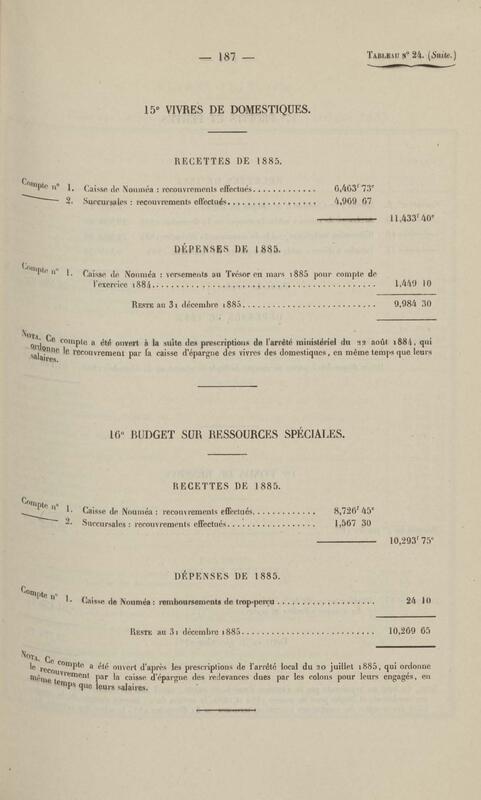 — 187 —
TABLEAU N° 24. (Suite.)
15° VIVRES DE DOMESTIQUES.
RECETTES DE 1885.
Compte n° 1. Caisse de Nouméa : recouvrements effectués............. 6,463f 73c
2. Succursales : recouvrements effectués................... 4,969 67
11,433f 40c
DÉPENSES DE 1885.
Compte n° 1. Caisse de Nouméa : versements au Trésor en mars 1885 pour compte de
l'exercice 1884............................................ 1,449 10
RESTE au 31 décembre 1885............................ 9,984 30
NOTA. Ce compte a été ouvert à la suite des prescriptions de l'arrêté ministériel du 22 août 1884, qui
ordonne le recouvrement par la caisse d'épargne des vivres des domestiques, en même temps que leurs
salaires.
16° BUDGET SUR RESSOURCES SPÉCIALES.
RECETTES DE 1885.
Compte n° 1. Caisse de Nouméa : recouvrements effectués............. 8,726f 45c
2. Succursales : recouvrements effectués................... 1,567 30
10,293f 75c
DÉPENSES DE 1885.
Compte n° 1. Caisse de Nouméa : remboursements de trop-perçu.................... 24 10
RESTE au 31 décembre 1885............................ 10,269 65
NOTA. Ce compte a été ouvert d'après les prescriptions de l'arrêté local du 20 juillet 1885, qui ordonne
le recouvrement par la caisse d'épargne des redevances dues par les colons pour leurs engagés, en
même temps que leurs salaires.